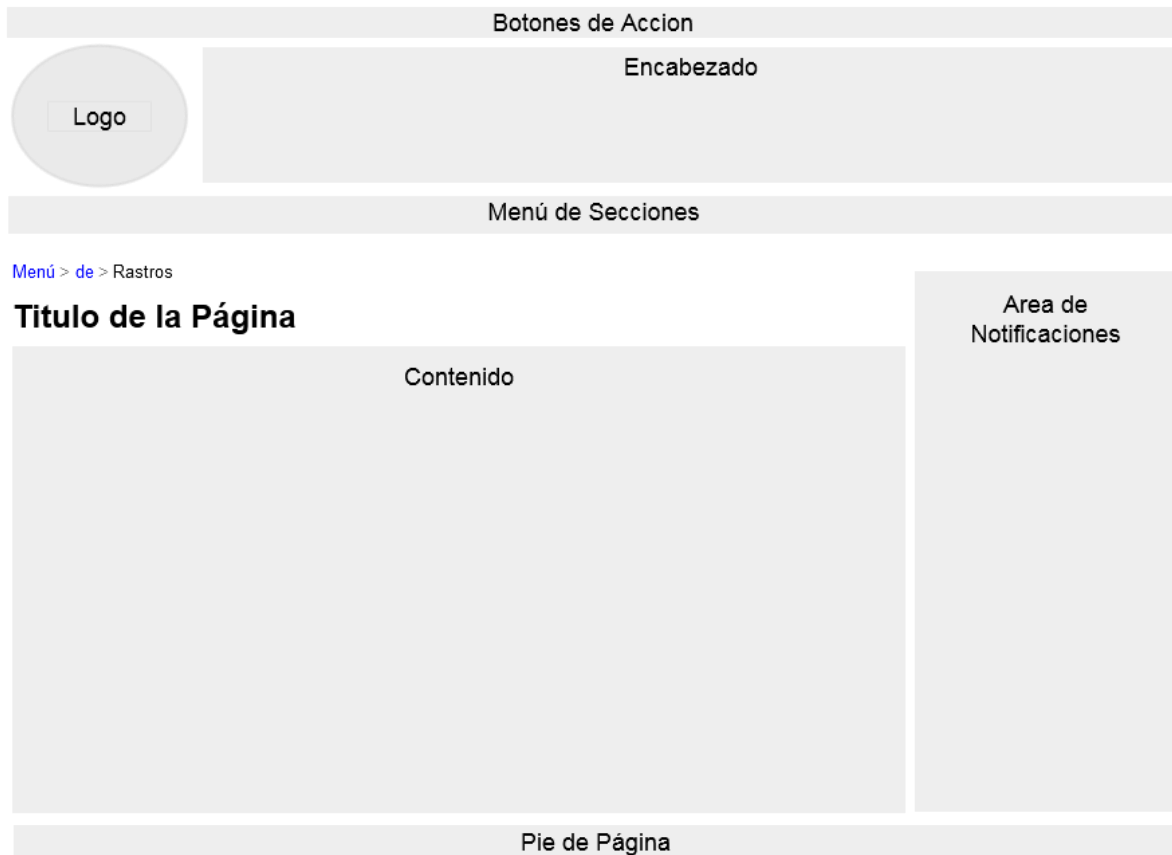 Botones de Accion
Logo
Encabezado
Menú de Secciones
Menú > de > Rastros
Titulo de la Página
Contenido
Area de
Notificaciones
Pie de Página